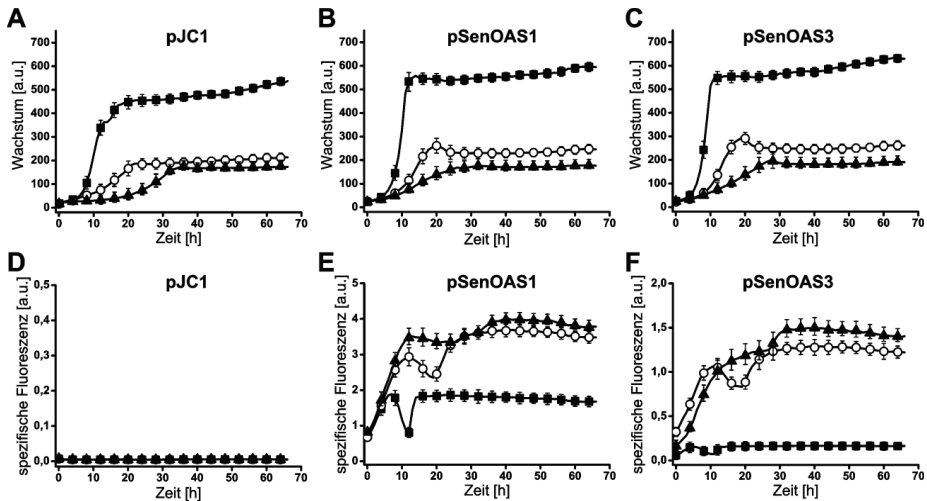 A
pJC1
Wachstum [a.u.]
700
600
500
400
300
200
100
0
0 10 20 30 40 50 60 70
Zeit [h]
B
pSenOAS1
Wachstum [a.u.]
700
600
500
400
300
200
100
0
0 10 20 30 40 50 60 70
Zeit [h]
C
pSenOAS3
Wachstum [a.u.]
700
600
500
400
300
200
100
0
0 10 20 30 40 50 60 70
Zeit [h]
D
pJC1
spezifische Fluoreszenz [a.u.]
0,5
0,4
0,3
0,2
0,1
0,0
0 10 20 30 40 50 60 70
Zeit [h]
E
pSenOAS1
spezifische Fluoreszenz [a.u.]
5
4
3
2
1
0
0 10 20 30 40 50 60 70
Zeit [h]
F
pSenOAS3
spezifische Fluoreszenz [a.u.]
2,0
1,5
1,0
0,5
0,0
0 10 20 30 40 50 60 70
Zeit [h]